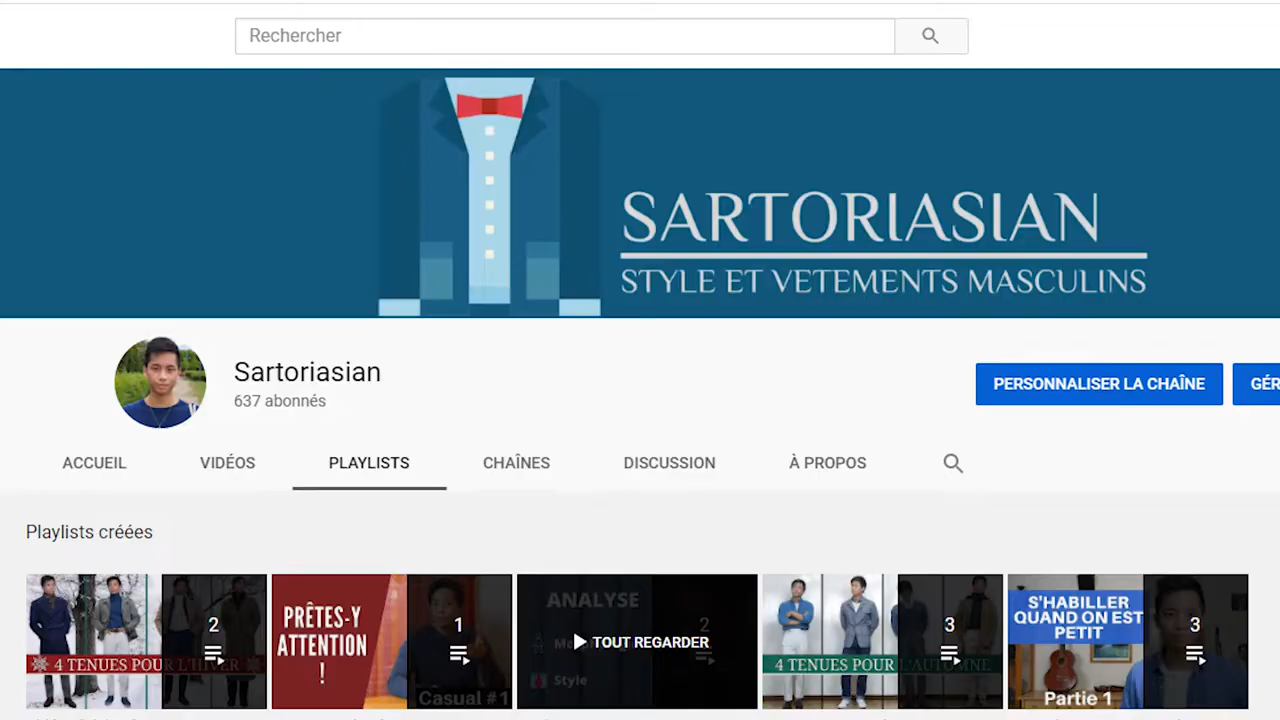 Rechercher
SARTORIASIAN
STYLE ET VETEMENTS MASCULINS
Sartoriasian
637 abonnés
PERSONNALISER LA CHAÎNE
GÉR
ACCUEIL
VIDÉOS
PLAYLISTS
CHAÎNES
DISCUSSION
À PROPOS
Playlists créées
4 TENUES POUR L'HIVER
2
PRÊTES-Y
ATTENTION
!
1
Casual #1
ANALYSE
2
TOUT REGARDER
Style
4 TENUES POUR L'AUTOMNE
3
S'HABILLER
QUAND ON EST
PETIT
3
Partie 1